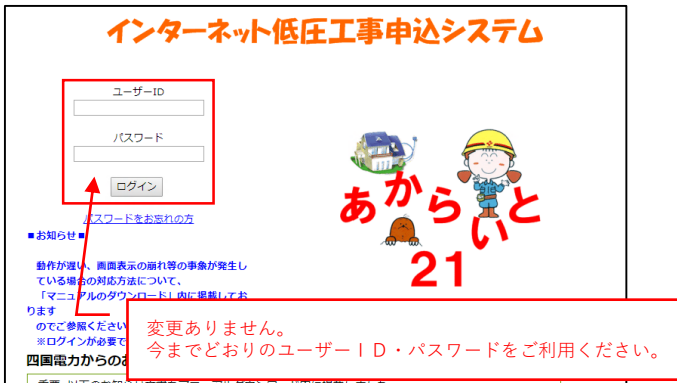 インターネット低圧工事申込システム
ユーザーID
パスワード
ログイン
パスワードをお忘れの方
■お知らせ■
動作が遅い、画面表示の崩れ等の事象が発生し
ている場合の対応方法について、
「マニュアルのダウンロード」内に掲載してお
ります
のでご参照ください
※ログインが必要で
四国電力からのお
あからいと
21
変更ありません。
今までどおりのユーザーＩＤ・パスワードをご利用ください。